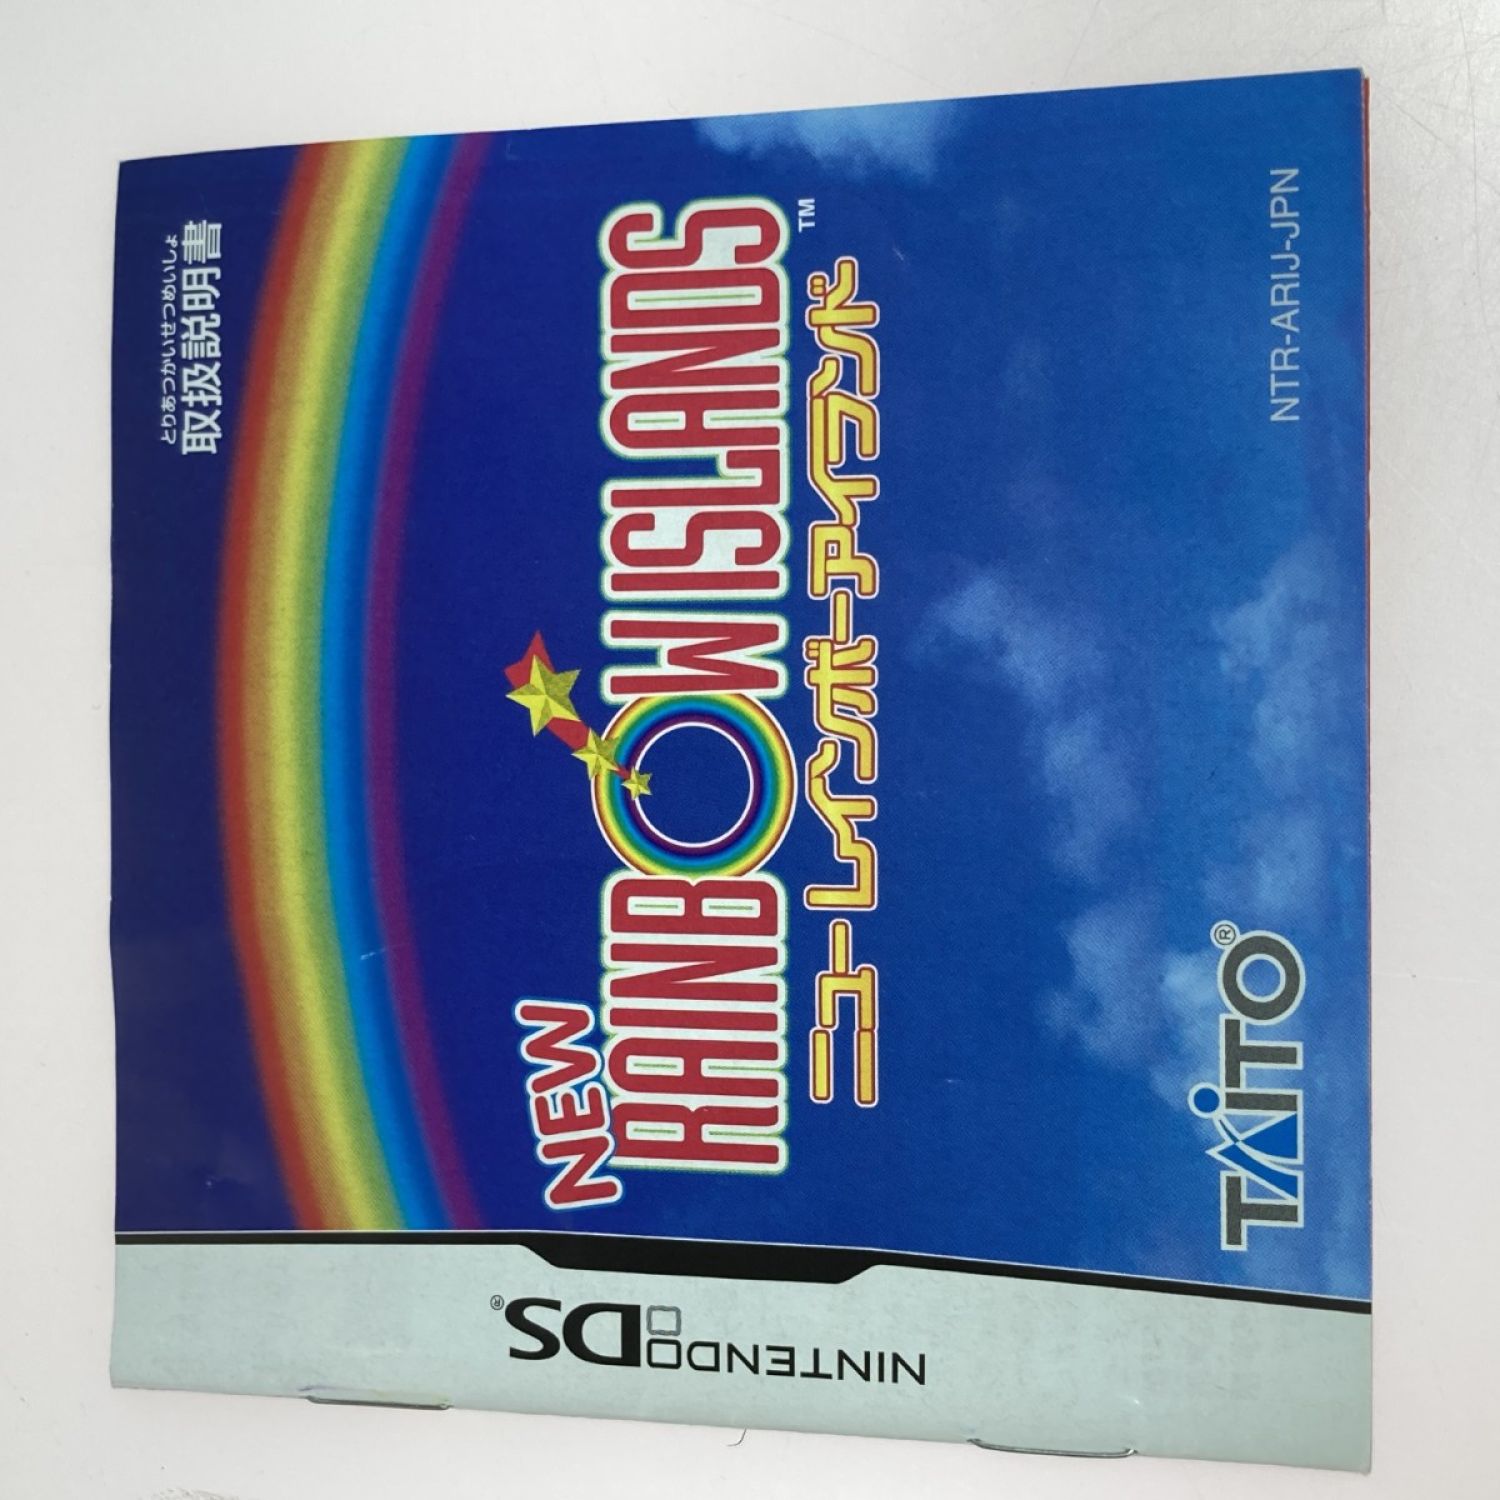 とりあつかいせつめいしょ
取扱説明書
NEW
RAINBOW ISLANDS™
ニューレインボーアイランド
TAITO®
NTR-ARIJ-JPN
NINTENDO DS®